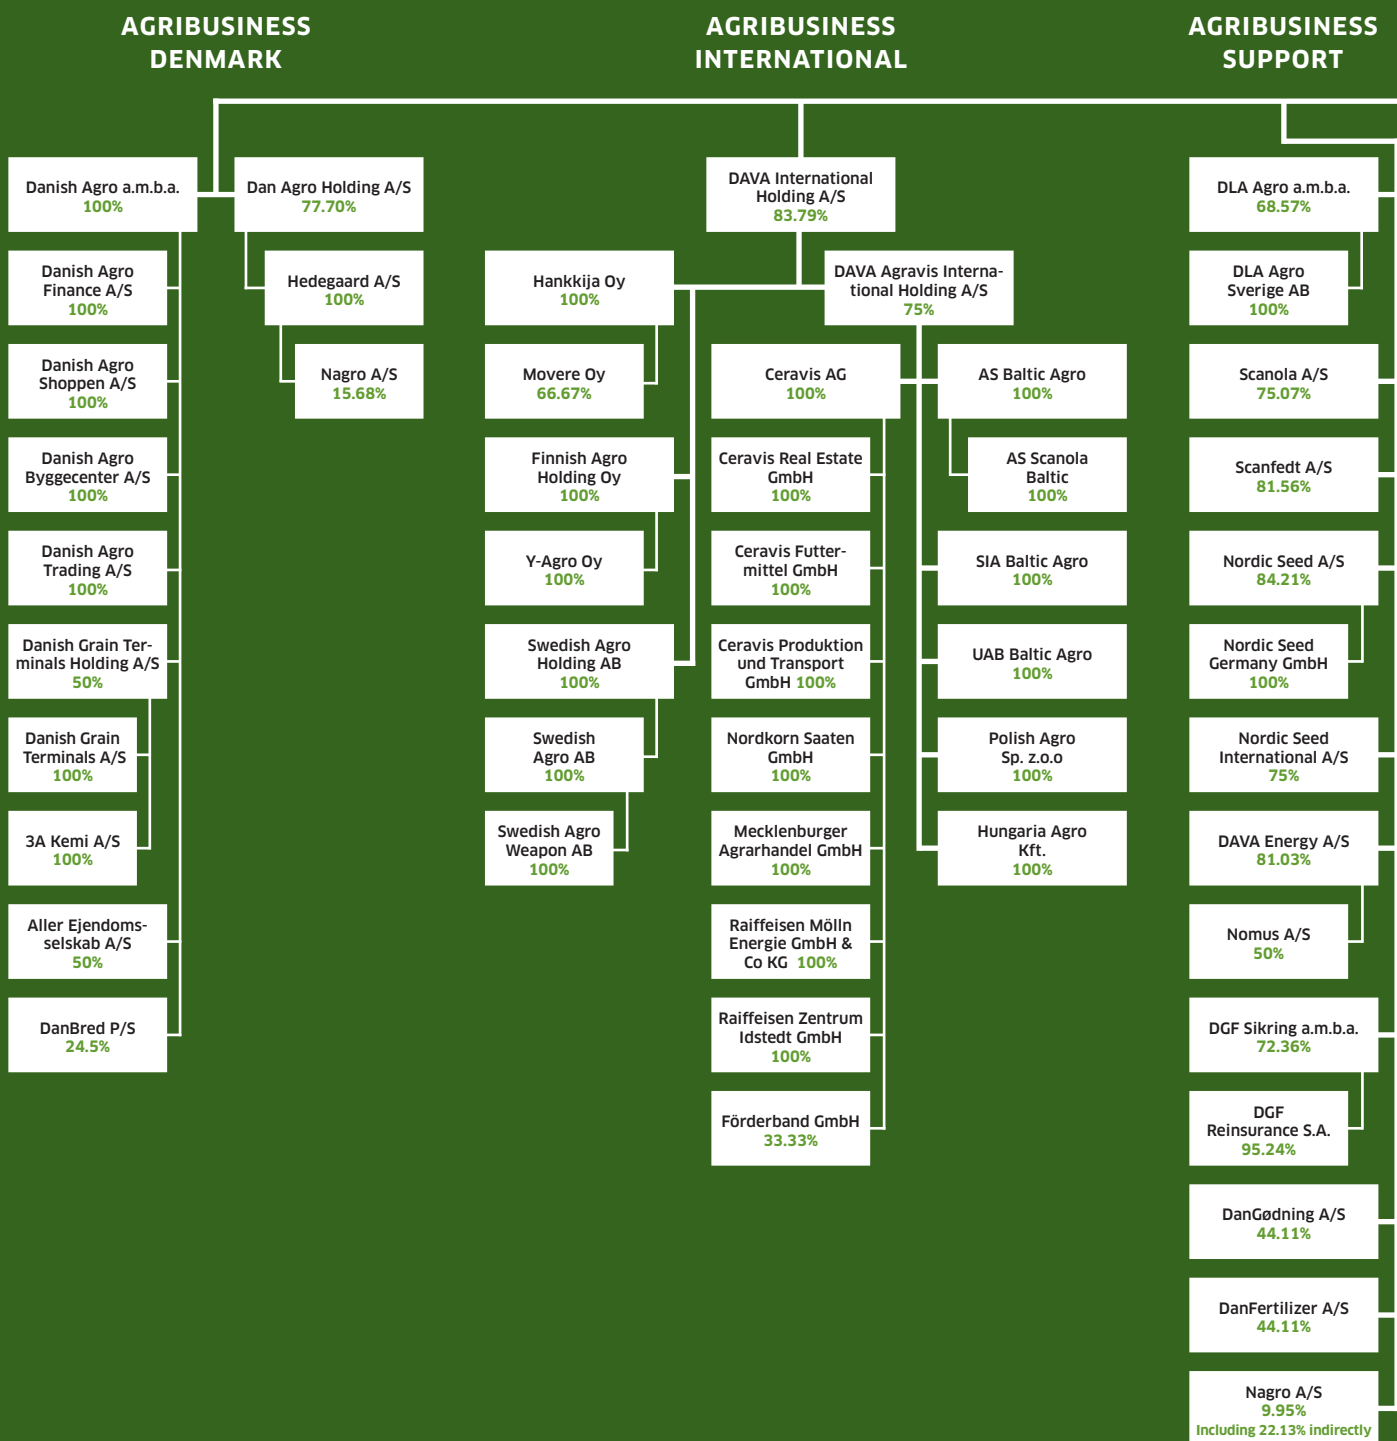 AGRIBUSINESS
DENMARK
Danish Agro a.m.b.a.
100%
Dan Agro Holding A/S
77.70%
Danish Agro
Finance A/S
100%
Hedegaard A/S
100%
Danish Agro
Shoppen A/S
100%
Nagro A/S
15.68%
Danish Agro
Byggecenter A/S
100%
Danish Agro
Trading A/S
100%
Danish Grain Ter-
minals Holding A/S
50%
Danish Grain
Terminals A/S
100%
3A Kemi A/S
100%
Aller Ejendoms-
selskab A/S
50%
DanBred P/S
24.5%
AGRIBUSINESS
INTERNATIONAL
DAVA International
Holding A/S
83.79%
Hankkija Oy
100%
DAVA Agravis Interna-
tional Holding A/S
75%
Movere Oy
66.67%
Finnish Agro
Holding Oy
100%
Y-Agro Oy
100%
Swedish Agro
Holding AB
100%
Swedish
Agro AB
100%
Swedish Agro
Weapon AB
100%
Ceravis AG
100%
Ceravis Real Estate
GmbH
100%
Ceravis Futter-
mittel GmbH
100%
Ceravis Produktion
und Transport
GmbH 100%
Nordkorn Saaten
GmbH
100%
Mecklenburger
Agrarhandel GmbH
100%
Raiffeisen Mölln
Energie GmbH &
Co KG 100%
Raiffeisen Zentrum
Idstedt GmbH
100%
Förderband GmbH
33.33%
AS Baltic Agro
100%
AS Scanola
Baltic
100%
SIA Baltic Agro
100%
UAB Baltic Agro
100%
Polish Agro
Sp. z.o.o
100%
Hungaria Agro
Kft.
100%
AGRIBUSINESS
SUPPORT
DLA Agro a.m.b.a.
68.57%
DLA Agro
Sverige AB
100%
Scanola A/S
75.07%
Scanfedt A/S
81.56%
Nordic Seed A/S
84.21%
Nordic Seed
Germany GmbH
100%
Nordic Seed
International A/S
75%
DAVA Energy A/S
81.03%
Nomus A/S
50%
DGF Sikring a.m.b.a.
72.36%
DGF
Reinsurance S.A.
95.24%
DanGødning A/S
44.11%
DanFertilizer A/S
44.11%
Nagro A/S
9.95%
Including 22.13% indirectly